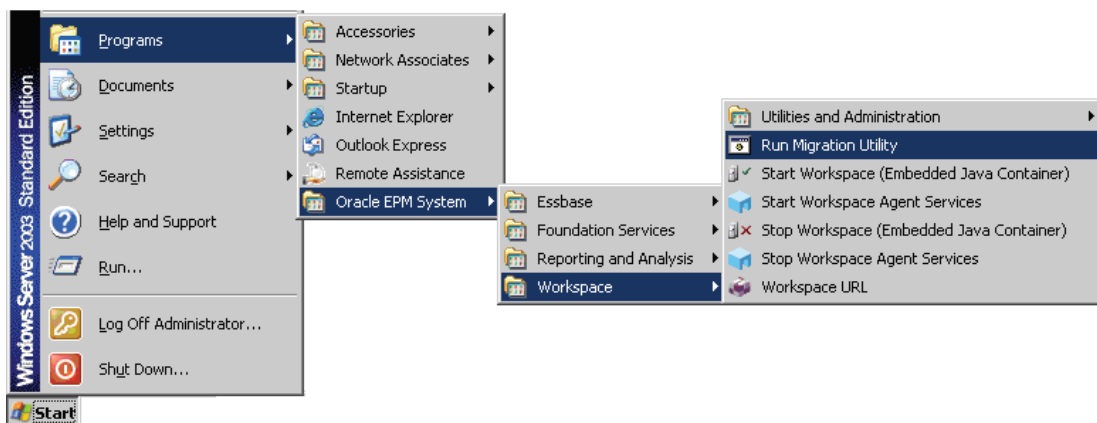 Windows Server 2003 Standard Edition
Programs
Documents
Settings
Search
Help and Support
Run...
Log Off Administrator...
Shut Down...
Start
Accessories
Network Associates
Startup
Internet Explorer
Outlook Express
Remote Assistance
Oracle EPM System
Essbase
Foundation Services
Reporting and Analysis
Workspace
Utilities and Administration
Run Migration Utility
Start Workspace (Embedded Java Container)
Start Workspace Agent Services
Stop Workspace (Embedded Java Container)
Stop Workspace Agent Services
Workspace URL